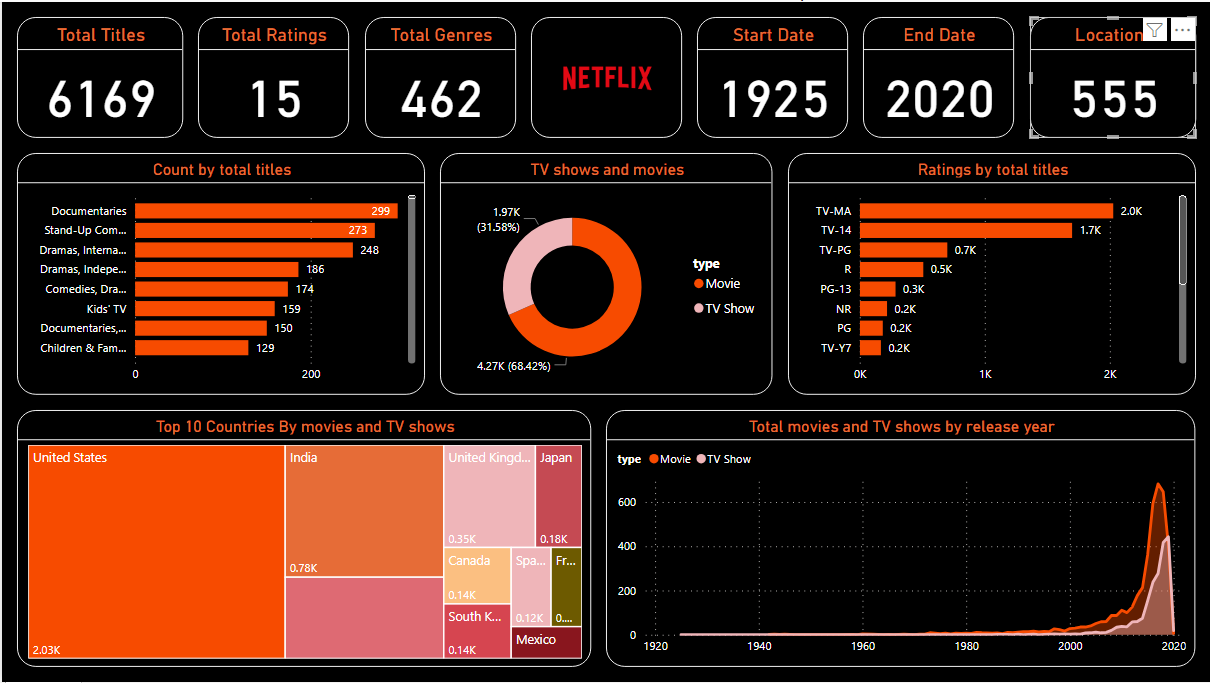 Total Titles
6169
Total Ratings
15
Total Genres
462
NETFLIX
Start Date
1925
End Date
2020
Location
555
Count by total titles
Documentaries 299
Stand-Up Com... 273
Dramas, Interna... 248
Dramas, Indepe... 186
Comedies, Dra... 174
Kids' TV 159
Documentaries,... 150
Children & Fam... 129
0 200
TV shows and movies
1.97K
(31.58%)
4.27K (68.42%)
type
Movie
TV Show
Ratings by total titles
TV-MA 2.0K
TV-14 1.7K
TV-PG 0.7K
R 0.5K
PG-13 0.3K
NR 0.2K
PG 0.2K
TV-Y7 0.2K
0K 1K 2K
Top 10 Countries By movies and TV shows
United States
2.03K
India
0.78K
United Kingd...
0.35K
Japan
0.18K
Canada
0.14K
South K...
0.14K
Spa...
0.12K
Fr...
0....
Mexico
Total movies and TV shows by release year
type Movie TV Show
600
400
200
0
1920 1940 1960 1980 2000 2020